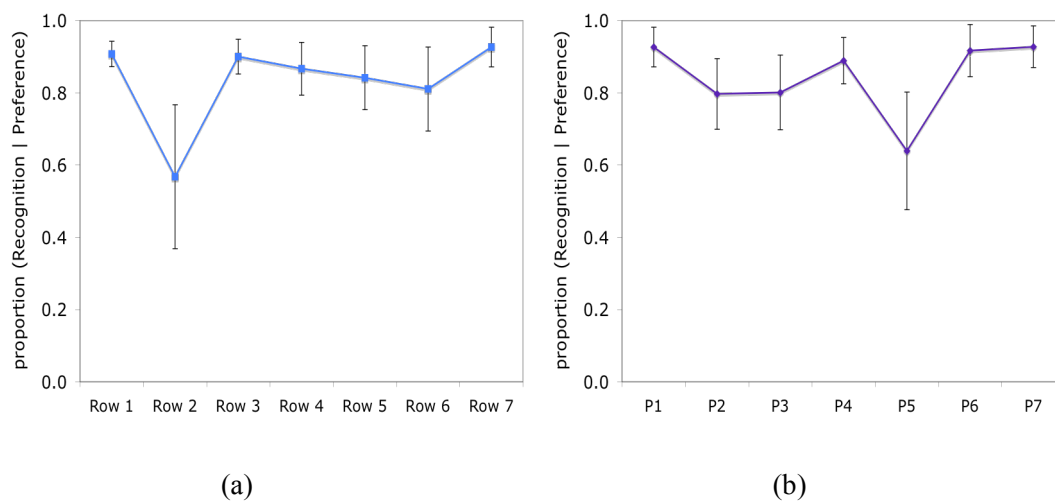 proportion (Recognition | Preference)
1.0
0.8
0.6
0.4
0.2
0.0
Row 1 Row 2 Row 3 Row 4 Row 5 Row 6 Row 7
(a)
proportion (Recognition | Preference)
1.0
0.8
0.6
0.4
0.2
0.0
P1 P2 P3 P4 P5 P6 P7
(b)